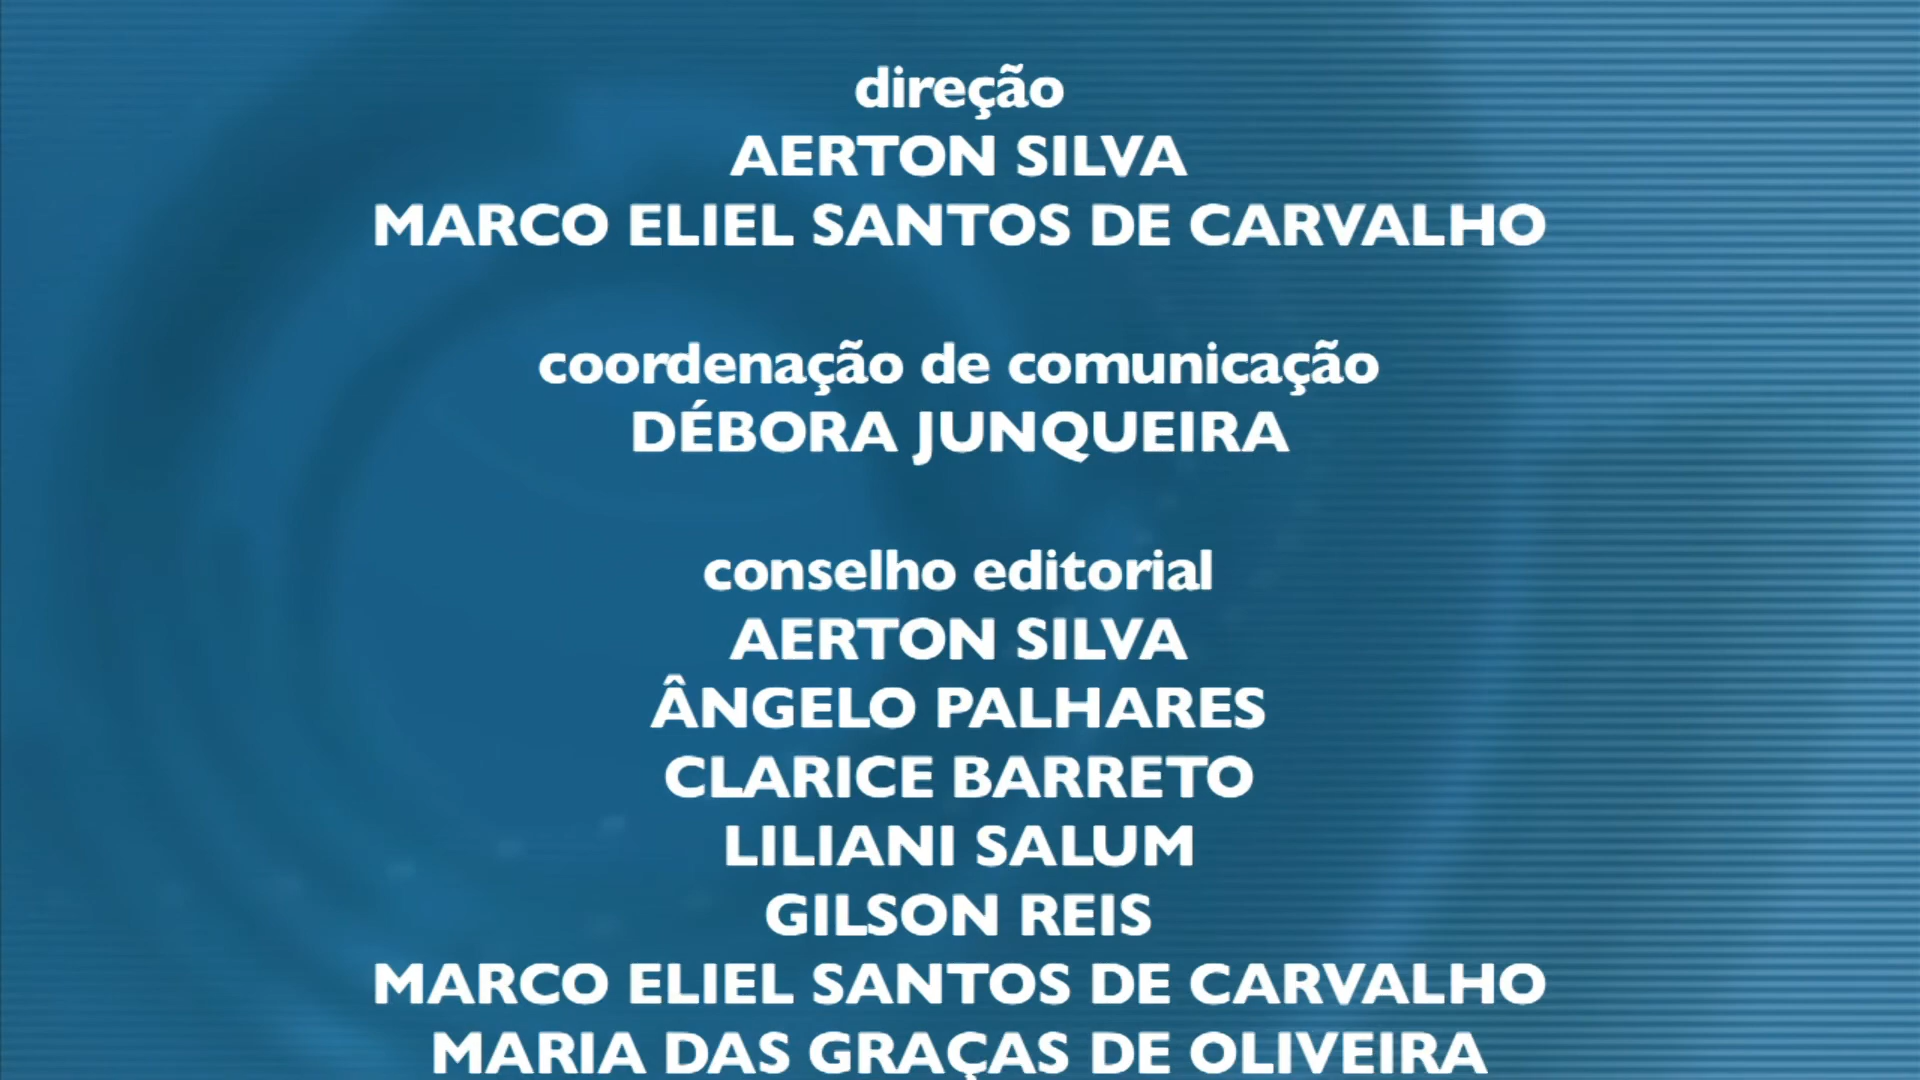 direção
AERTON SILVA
MARCO ELIEL SANTOS DE CARVALHO
coordenação de comunicação
DÉBORA JUNQUEIRA
conselho editorial
AERTON SILVA
ÂNGELO PALHARES
CLARICE BARRETO
LILIANI SALUM
GILSON REIS
MARCO ELIEL SANTOS DE CARVALHO
MARIA DAS GRAÇAS DE OLIVEIRA